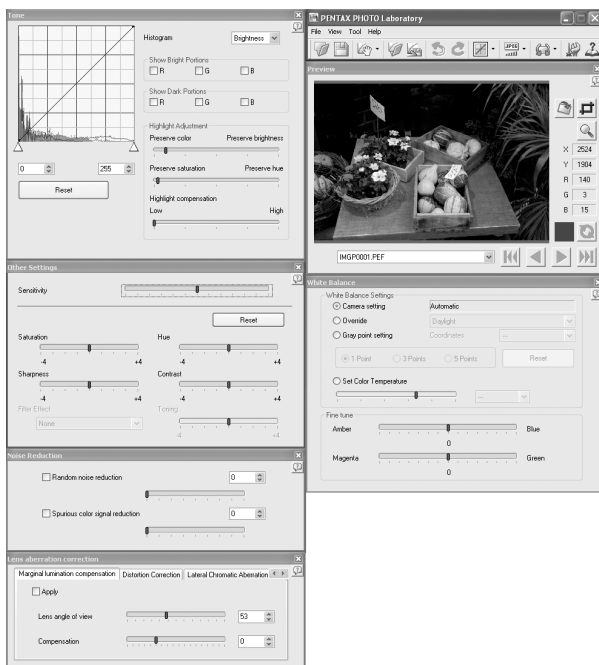 Tone
Histogram
Brightness
Show Bright Portions
R G B
Show Dark Portions
R G B
Highlight Adjustment
Preserve color Preserve brightness
Preserve saturation Preserve hue
Highlight compensation
Low High
0 255
Reset
Other Settings
Sensitivity
Reset
Saturation Hue
-4 +4 -4 +4
Sharpness Contrast
-4 +4 -4 +4
Filter Effect Toning
None
-4 +4
Noise Reduction
Random noise reduction 0
Spurious color signal reduction 0
Lens aberration correction
Marginal lumination compensation Distortion Correction Lateral Chromatic Aberration
Apply
Lens angle of view 53
Compensation 0
PENTAX PHOTO Laboratory
File View Tool Help
JPEG
Preview
X 2524
Y 1904
R 140
G 3
B 15
IMGP0001.PEF
White Balance
White Balance Settings
Camera setting Automatic
Override Daylight
Gray point setting Coordinates ---
1 Point 3 Points 5 Points Reset
Set Color Temperature
---
Fine tune
Amber Blue
0
Magenta Green
0